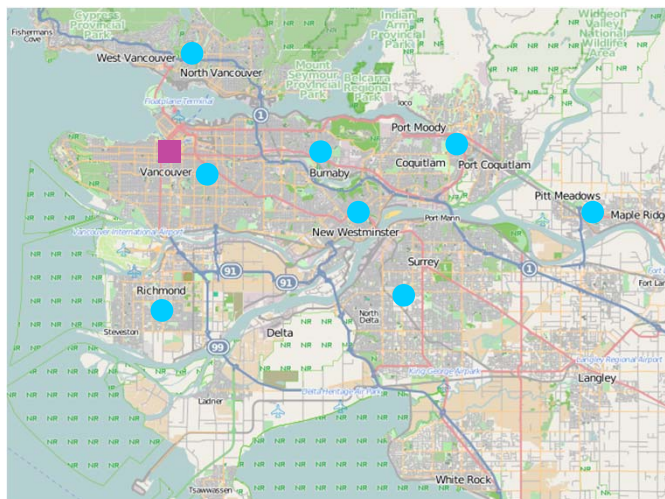 Cypress
Provincial
Park
Fishermans
Cove
West Vancouver
North Vancouver
Indian
Arm
Provincial
Park
Widgeon
Valley
National
Wildlife
Area
Mount
Seymour
Provincial
Park
Belcarra
Regional
Park
Ioco
Floatplane Terminal
1
Port Moody
Coquitlam
Port Coquitlam
Vancouver
Burnaby
Pitt Meadows
Maple Ridge
New Westminster
Port-Mann
Vancouver International Airport
91
91
Surrey
1
Fort Lan
Richmond
Steveston
North
Delta
Delta
99
Langley Regional Airport
King George Airpark
Langley
Delta Heritage Air Park
Ladner
White Rock
Tsawwassen
NR